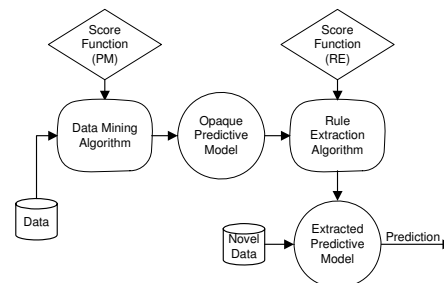 Score
Function
(PM)
Score
Function
(RE)
Data Mining
Algorithm
Opaque
Predictive
Model
Rule
Extraction
Algorithm
Data
Novel
Data
Extracted
Predictive
Model
Prediction